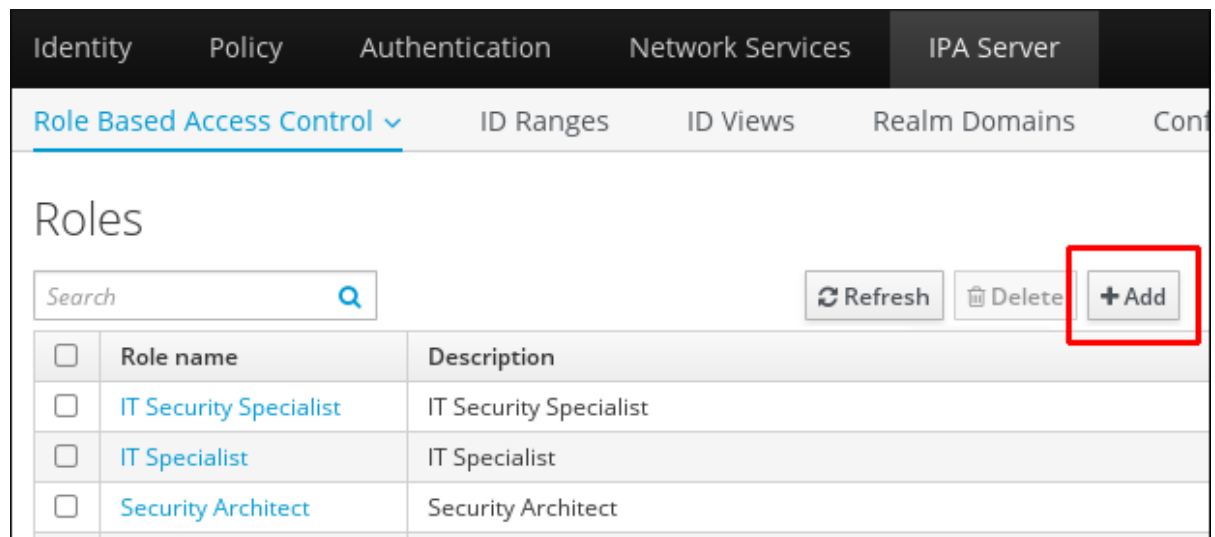 Identity Policy Authentication Network Services IPA Server
Role Based Access Control ID Ranges ID Views Realm Domains
Roles
Search Refresh Delete Add
Role name Description
IT Security Specialist IT Security Specialist
IT Specialist IT Specialist
Security Architect Security Architect